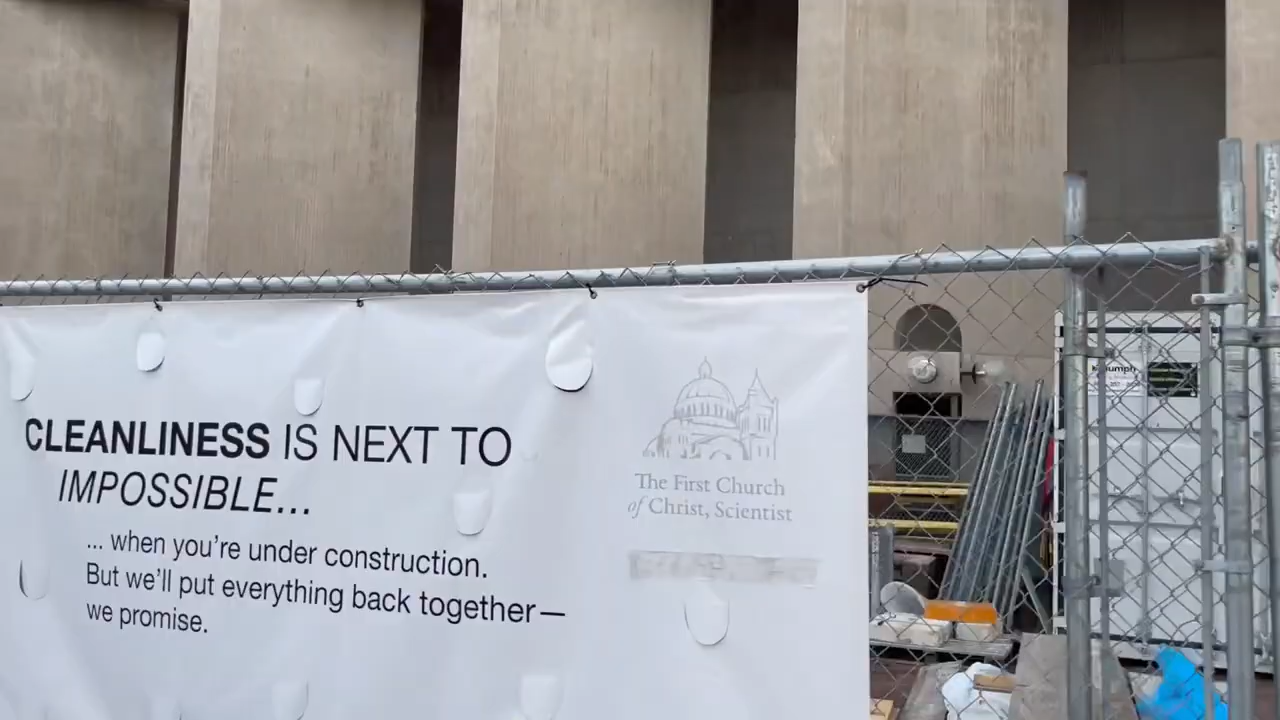 CLEANLINESS IS NEXT TO
IMPOSSIBLE...
... when you're under construction.
But we'll put everything back together—
we promise.
The First Church
of Christ, Scientist